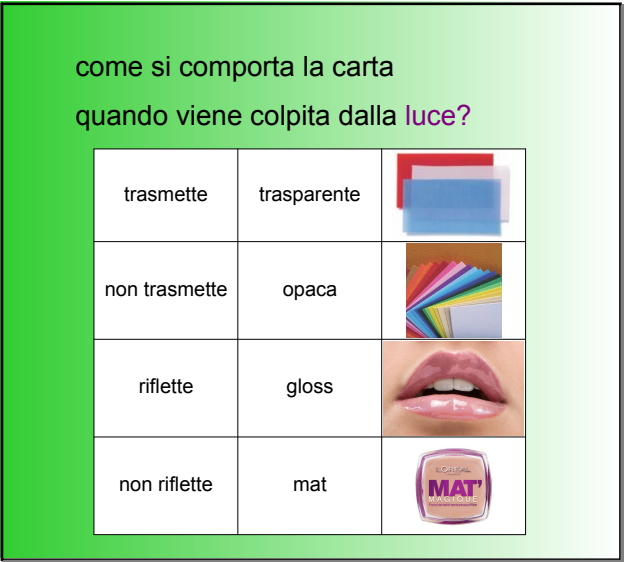 come si comporta la carta
quando viene colpita dalla luce?
trasmette trasparente
non trasmette opaca
riflette gloss
non riflette mat
L'ORÉAL
MAT'
MAGIQUE